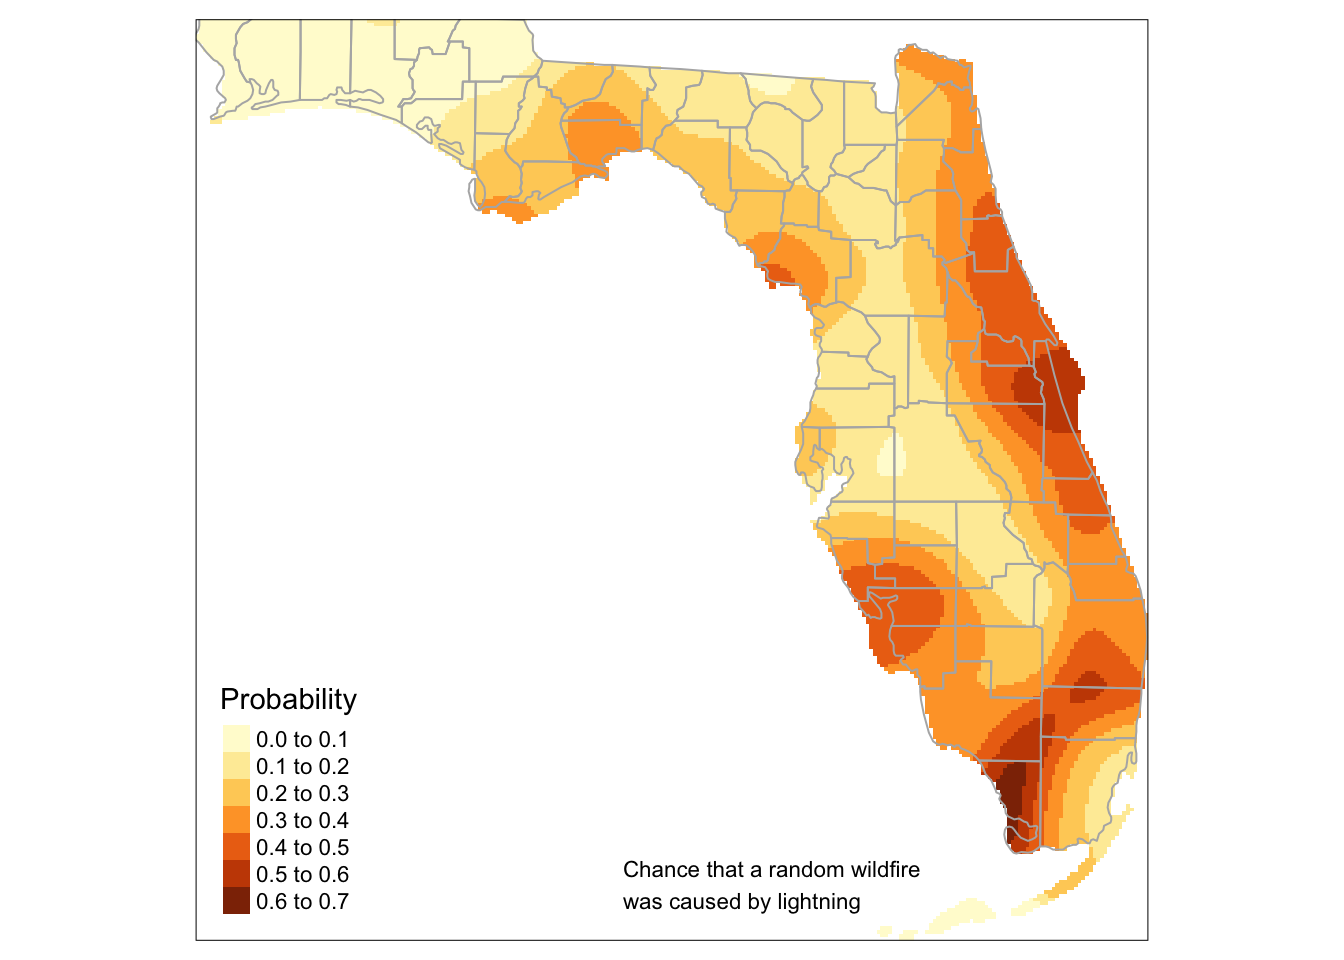 Probability
0.0 to 0.1
0.1 to 0.2
0.2 to 0.3
0.3 to 0.4
0.4 to 0.5
0.5 to 0.6
0.6 to 0.7
Chance that a random wildfire
was caused by lightning